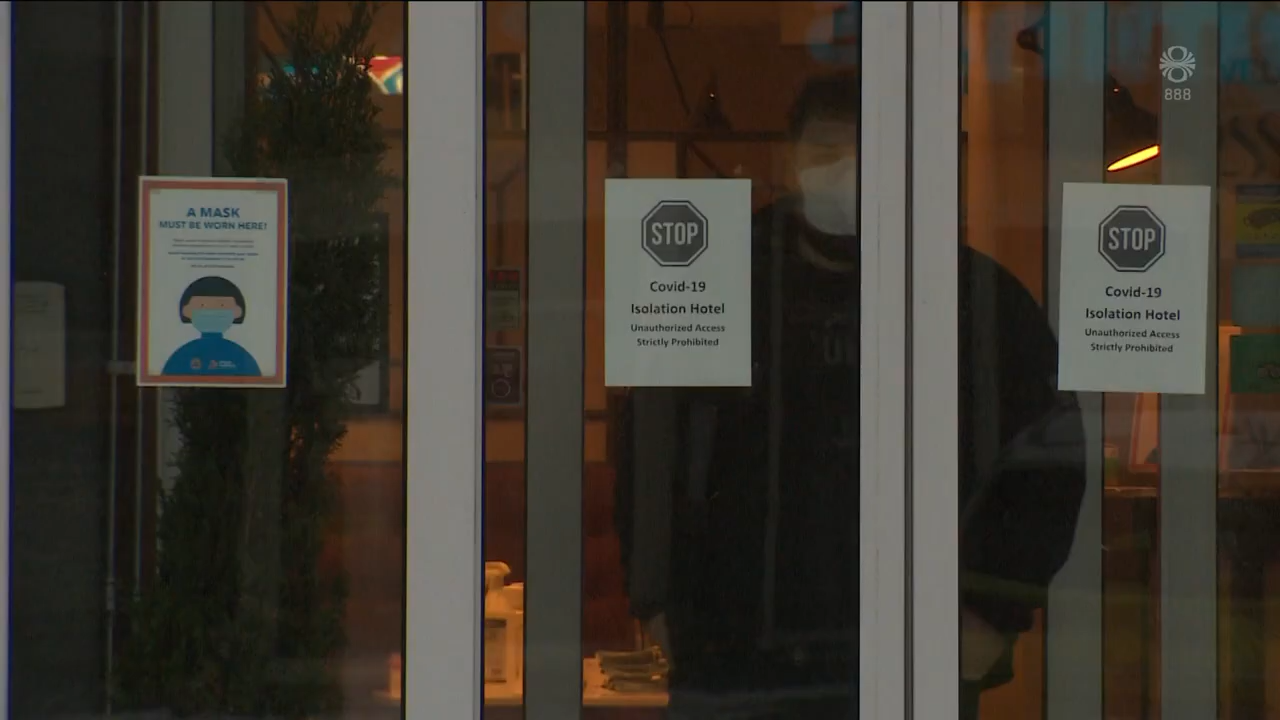 888
A MASK
MUST BE WORN HERE!
STOP
Covid-19
Isolation Hotel
Unauthorized Access
Strictly Prohibited
STOP
Covid-19
Isolation Hotel
Unauthorized Access
Strictly Prohibited